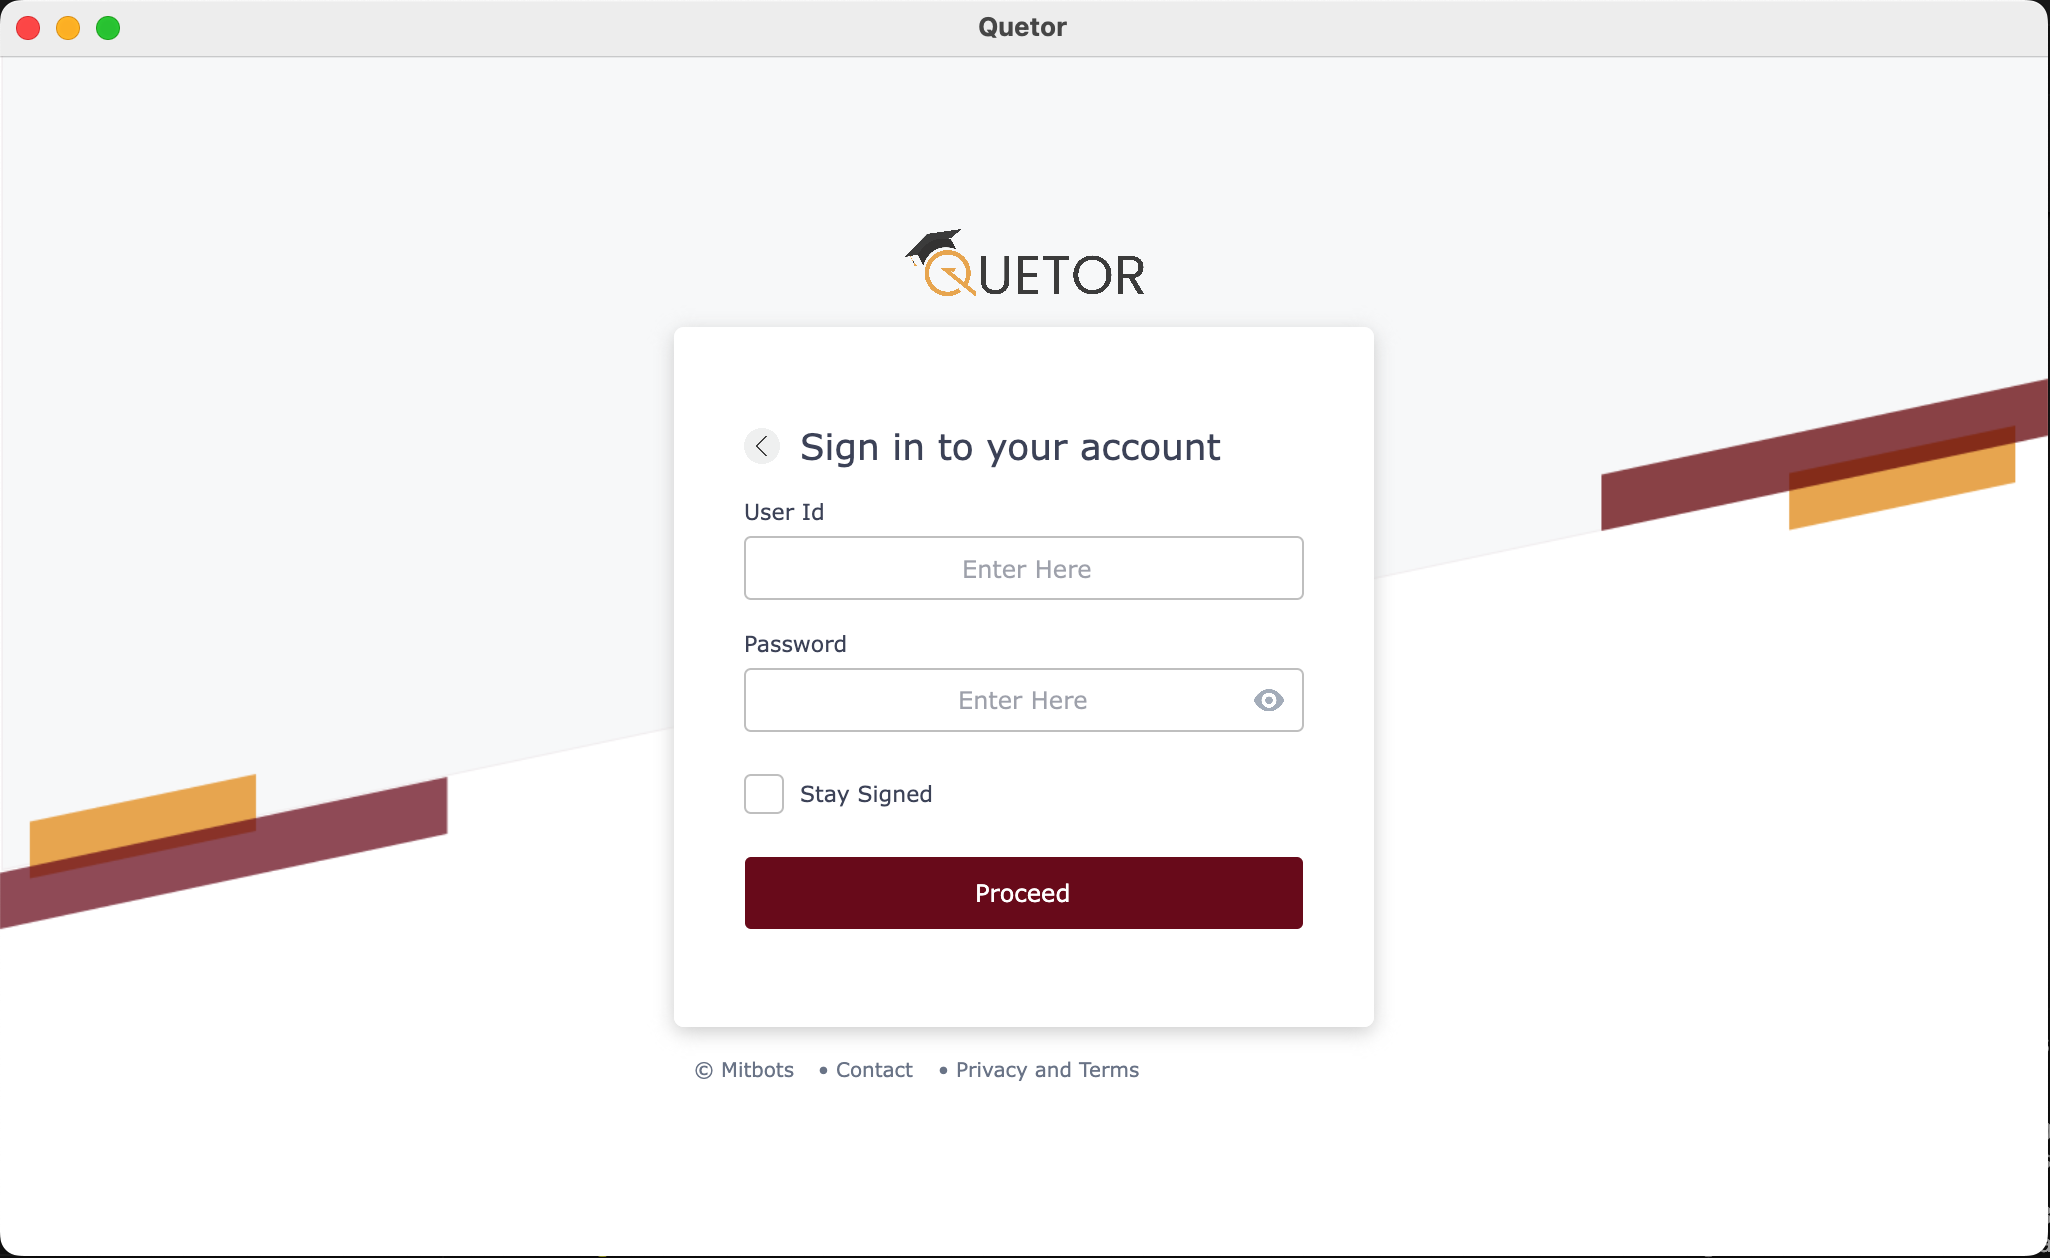 Quetor
QUETOR
Sign in to your account
User Id
Enter Here
Password
Enter Here
Stay Signed
Proceed
© Mitbots • Contact • Privacy and Terms